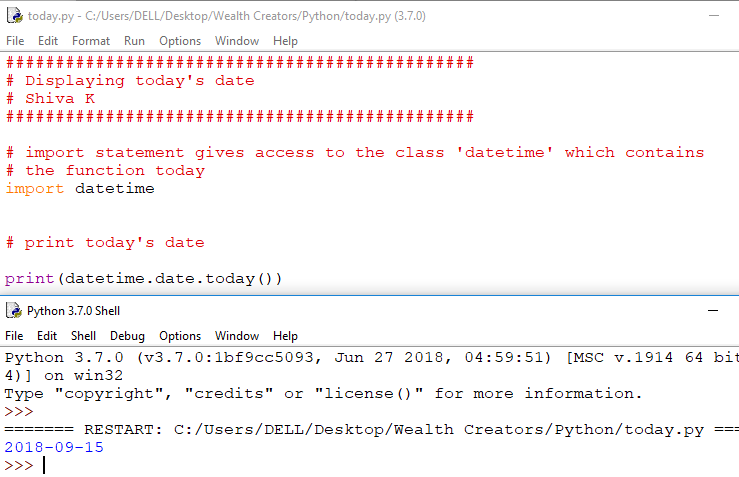 today.py - C:/Users/DELL/Desktop/Wealth Creators/Python/today.py (3.7.0)
File Edit Format Run Options Window Help
###############################################
# Displaying today's date
# Shiva K
###############################################
# import statement gives access to the class 'datetime' which contains
# the function today
import datetime
# print today's date
print(datetime.date.today())
Python 3.7.0 Shell
File Edit Shell Debug Options Window Help
Python 3.7.0 (v3.7.0:1bf9cc5093, Jun 27 2018, 04:59:51) [MSC v.1914 64 bit
4)] on win32
Type "copyright", "credits" or "license()" for more information.
>>>
======= RESTART: C:/Users/DELL/Desktop/Wealth Creators/Python/today.py ===
2018-09-15
>>>